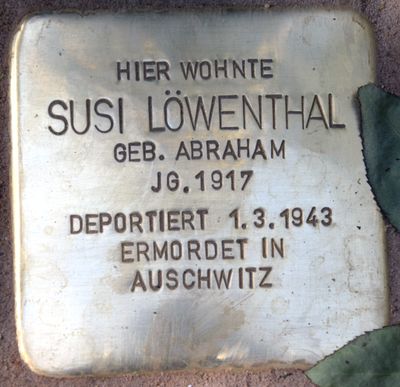 HIER WOHNTE
SUSI LÖWENTHAL
GEB. ABRAHAM
JG. 1917
DEPORTIERT 1.3.1943
ERMORDET IN
AUSCHWITZ